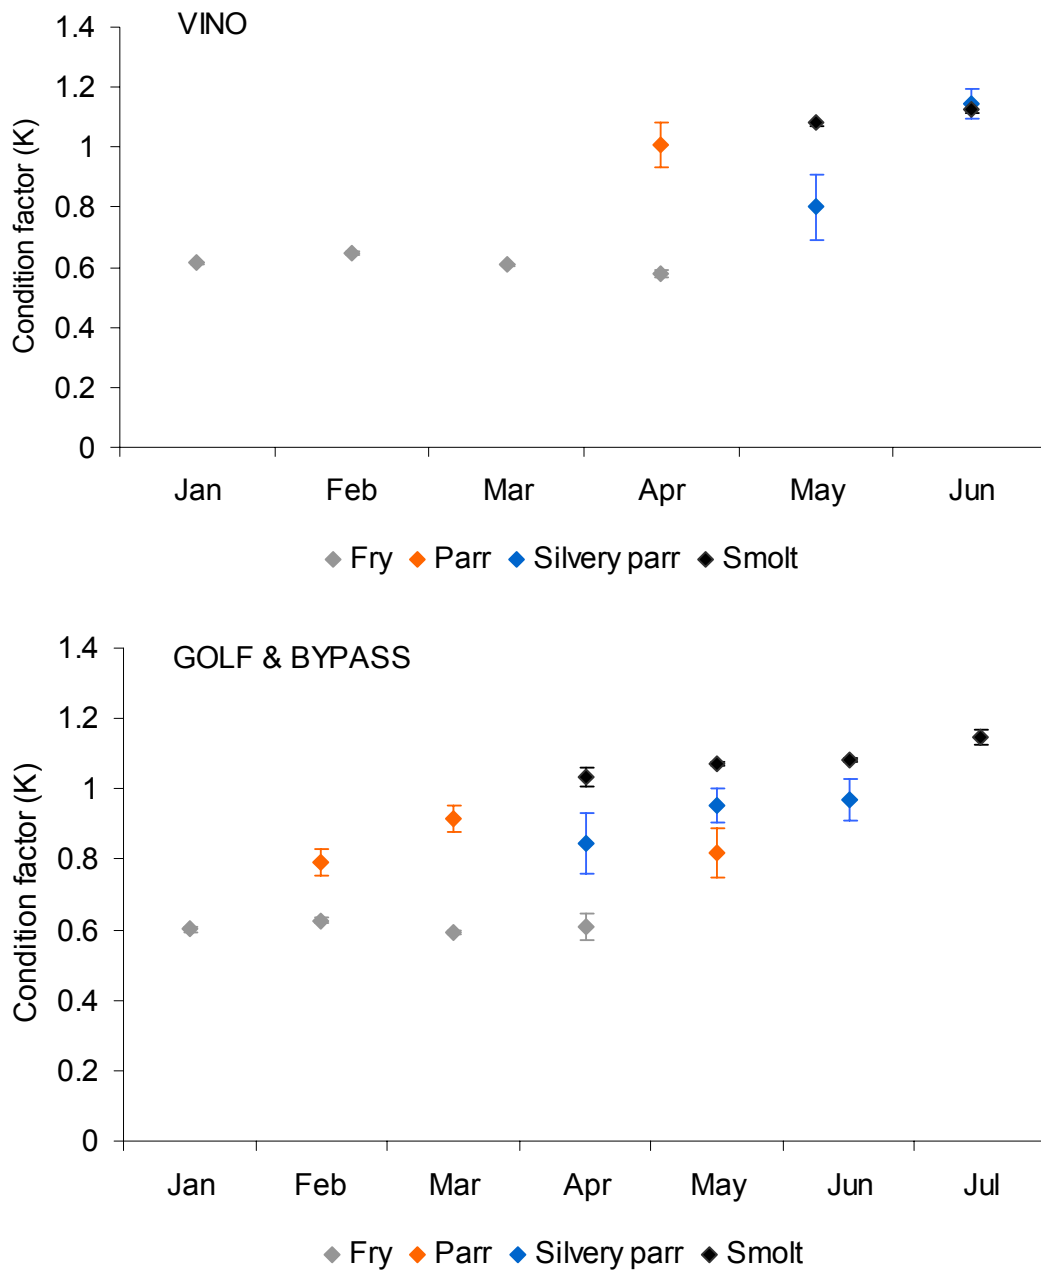 VINO
Condition factor (K)
1.4
1.2
1
0.8
0.6
0.4
0.2
0
Jan Feb Mar Apr May Jun
Fry Parr Silvery parr Smolt
GOLF & BYPASS
Condition factor (K)
1.4
1.2
1
0.8
0.6
0.4
0.2
0
Jan Feb Mar Apr May Jun Jul
Fry Parr Silvery parr Smolt